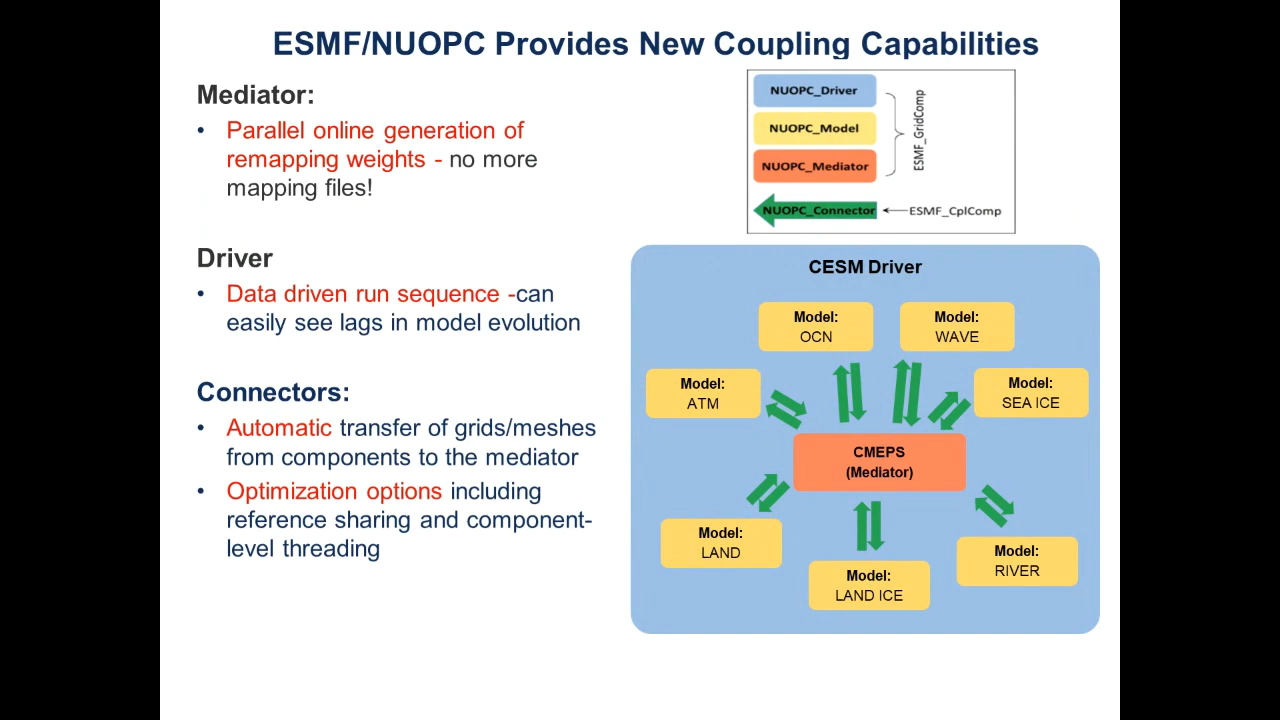 ESMF/NUOPC Provides New Coupling Capabilities
Mediator:
• Parallel online generation of
remapping weights - no more
mapping files!
Driver
• Data driven run sequence -can
easily see lags in model evolution
Connectors:
• Automatic transfer of grids/meshes
from components to the mediator
• Optimization options including
reference sharing and component-
level threading
NUOPC_Driver
NUOPC_Model
NUOPC_Mediator
ESMF_GridComp
NUOPC_Connector
ESMF_CplComp
CESM Driver
Model:
OCN
Model:
WAVE
Model:
ATM
Model:
SEA ICE
CMEPS
(Mediator)
Model:
LAND
Model:
LAND ICE
Model:
RIVER